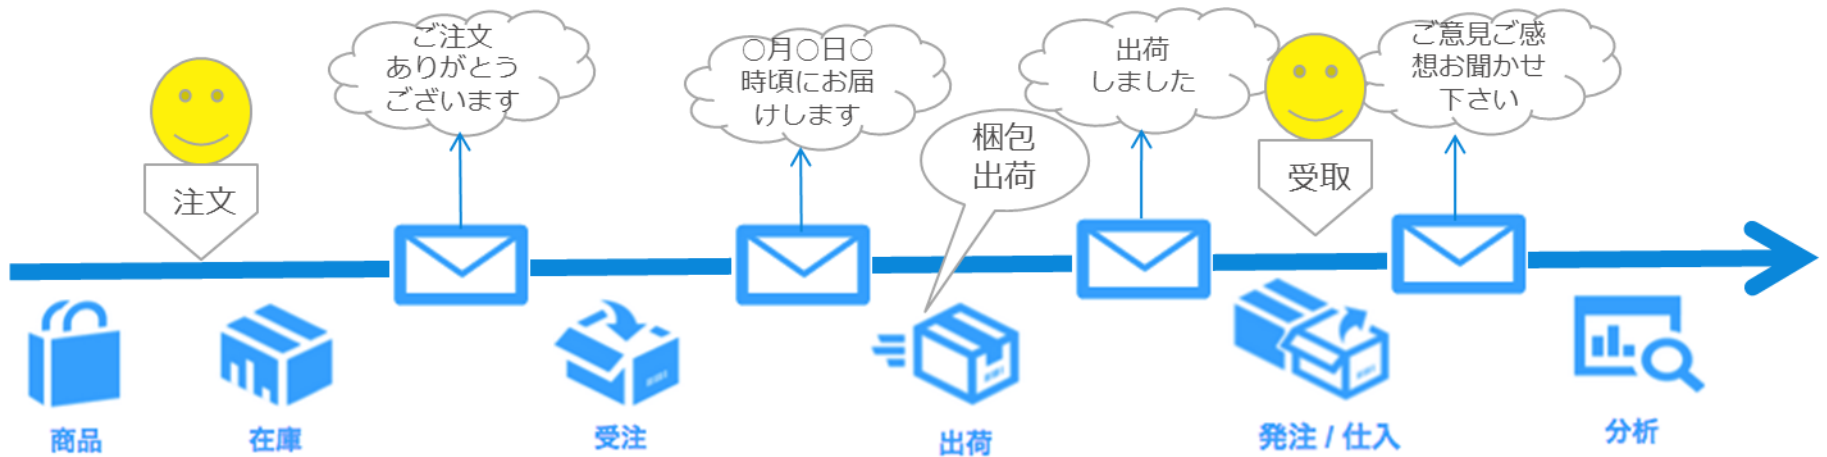 ご注文
ありがとう
ございます
○月○日○
時頃にお届
けします
出荷
しました
ご意見ご感
想お聞かせ
下さい
梱包
出荷
注文
受取
商品
在庫
受注
出荷
発注 / 仕入
分析